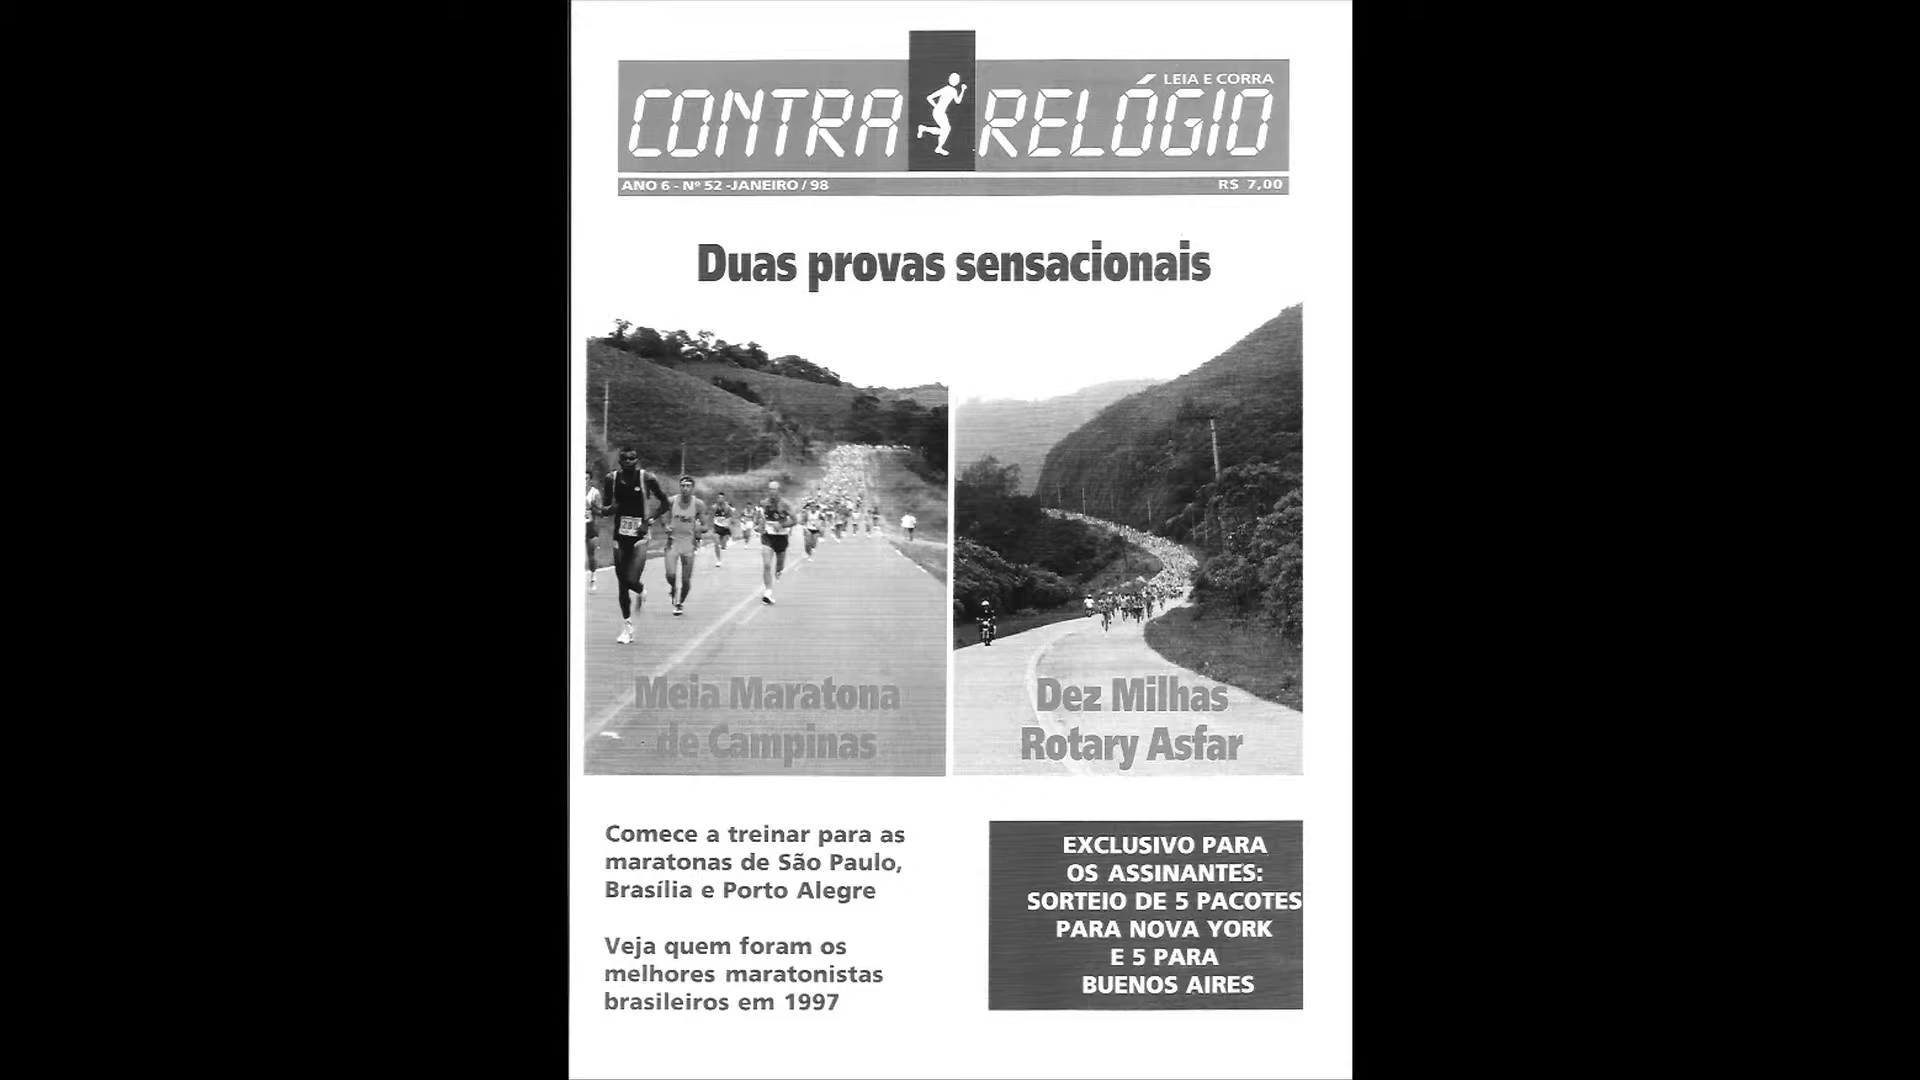 LEIA E CORRA
CONTRA RELÓGIO
ANO 6 - Nº 52 -JANEIRO / 98
R$ 7,00
Duas provas sensacionais
Meia Maratona
de Campinas
Dez Milhas
Rotary Asfar
Comece a treinar para as
maratonas de São Paulo,
Brasília e Porto Alegre
Veja quem foram os
melhores maratonistas
brasileiros em 1997
EXCLUSIVO PARA
OS ASSINANTES:
SORTEIO DE 5 PACOTES
PARA NOVA YORK
E 5 PARA
BUENOS AIRES